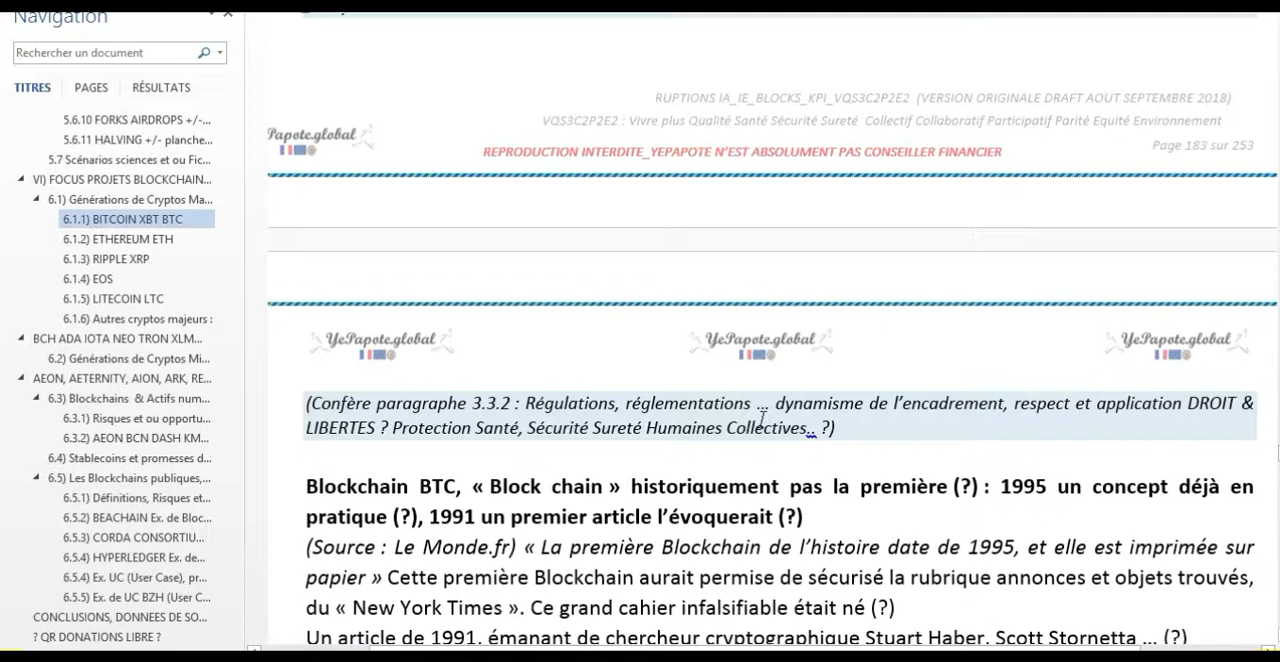 Navigation
Rechercher un document
TITRES PAGES RÉSULTATS
5.6.10 FORKS AIRDROPS +/-...
5.6.11 HALVING +/- planche...
5.7 Scénarios sciences et ou Fic...
VI) FOCUS PROJETS BLOCKCHAIN...
6.1) Générations de Cryptos Ma...
6.1.1) BITCOIN XBT BTC
6.1.2) ETHEREUM ETH
6.1.3) RIPPLE XRP
6.1.4) EOS
6.1.5) LITECOIN LTC
6.1.6) Autres cryptos majeurs :
BCH ADA IOTA NEO TRON XLM...
6.2) Générations de Cryptos Mi...
AEON, AETERNITY, AION, ARK, RE...
6.3) Blockchains & Actifs num...
6.3.1) Risques et ou opportu...
6.3.2) AEON BCN DASH KM...
6.4) Stablecoins et promesses d...
6.5) Les Blockchains publiques,...
6.5.1) Définitions, Risques et...
6.5.2) BEACHAIN Ex. de Bloc...
6.5.3) CORDA CONSORTIU...
6.5.4) HYPERLEDGER Ex. de...
6.5.4) Ex. UC (User Case), pr...
6.5.5). Ex de UC BZH (User C...
CONCLUSIONS, DONNEES DE SO...
? QR DONATIONS LIBRE ?
RUPTIONS IA_IE_BLOCKS_KPI_VQS3C2P2E2 (VERSION ORIGINALE DRAFT AOUT SEPTEMBRE 2018)
VQS3C2P2E2 : Vivre plus Qualité Santé Sécurité Sureté Collectif Collaboratif Participatif Parité Equité Environnement
Papote.global
REPRODUCTION INTERDITE_YEPAPOTE N’EST ABSOLUMENT PAS CONSEILLER FINANCIER
Page 183 sur 253
YePapote.global YePapote.global YePapote.global
(Confère paragraphe 3.3.2 : Régulations, réglementations ... dynamisme de l’encadrement, respect et application DROIT &
LIBERTES ? Protection Santé, Sécurité Sureté Humaines Collectives.. ?)
Blockchain BTC, « Block chain » historiquement pas la première (?) : 1995 un concept déjà en
pratique (?), 1991 un premier article l’évoquerait (?)
(Source : Le Monde.fr) « La première Blockchain de l’histoire date de 1995, et elle est imprimée sur
papier » Cette première Blockchain aurait permise de sécurisé la rubrique annonces et objets trouvés,
du « New York Times ». Ce grand cahier infalsifiable était né (?)
Un article de 1991, émanant de chercheur cryptographique Stuart Haber, Scott Stornetta ... (?)